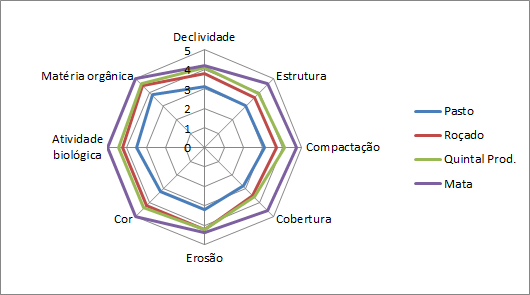 Declividade
Estrutura
Compactação
Cobertura
Erosão
Cor
Atividade
biológica
Matéria orgânica
5
4
3
2
1
0
Pasto
Roçado
Quintal Prod.
Mata